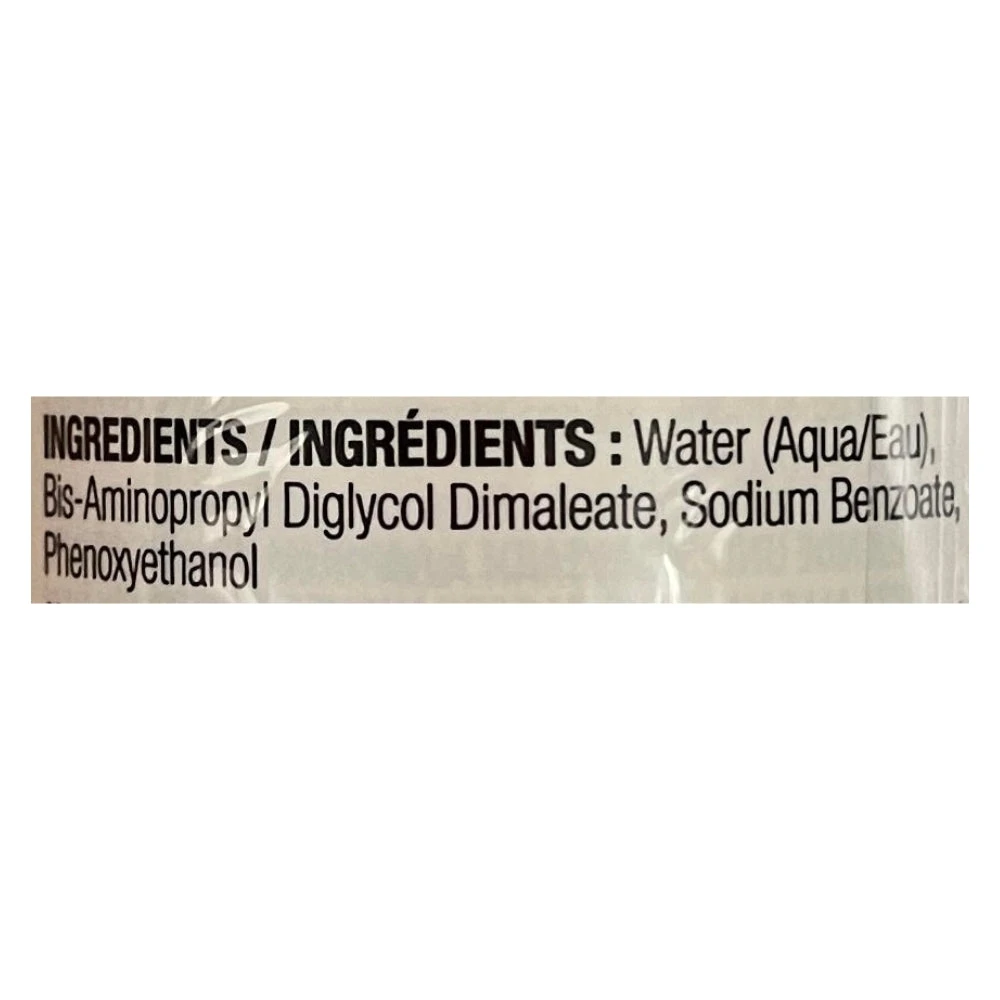 INGREDIENTS / INGRÉDIENTS : Water (Aqua/Eau),
Bis-Aminopropyl Diglycol Dimaleate, Sodium Benzoate,
Phenoxyethanol